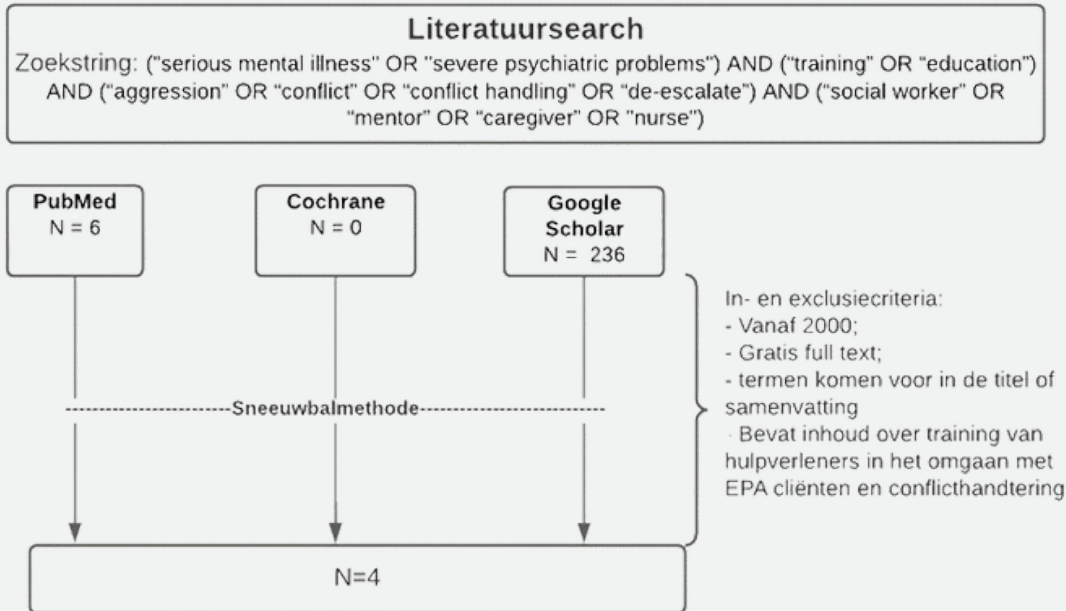 Literatuursearch
Zoekstring: ("serious mental illness" OR "severe psychiatric problems") AND ("training" OR "education")
AND ("aggression" OR "conflict" OR "conflict handling" OR "de-escalate") AND ("social worker" OR
"mentor" OR "caregiver" OR "nurse")
PubMed
N = 6
Cochrane
N = 0
Google
Scholar
N = 236
In- en exclusiecriteria:
- Vanaf 2000;
- Gratis full text;
- termen komen voor in de titel of
samenvatting
- Bevat inhoud over training van
hulpverleners in het omgaan met
EPA cliënten en conflicthandtering
Sneeuwbalmethode
N=4